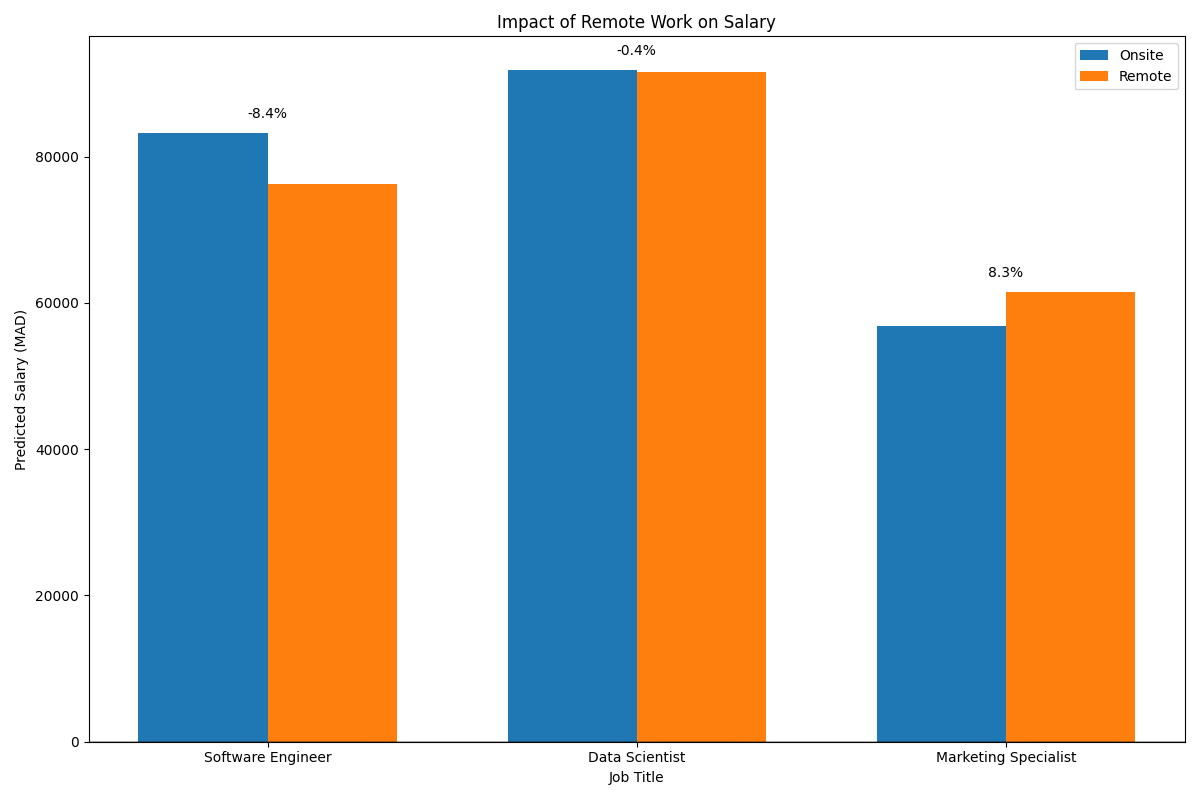 Impact of Remote Work on Salary
Onsite
Remote
-8.4%
-0.4%
8.3%
80000
60000
40000
20000
0
Predicted Salary (MAD)
Software Engineer
Data Scientist
Marketing Specialist
Job Title